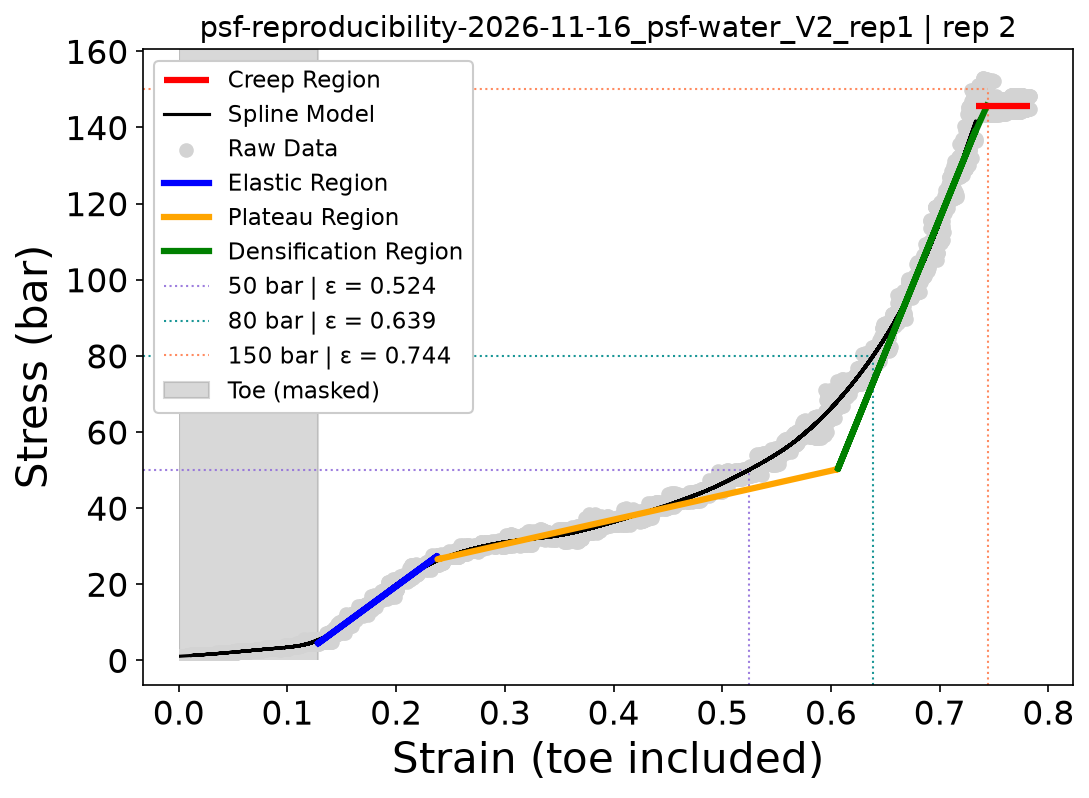 psf-reproducibility-2026-11-16_psf-water_V2_rep1 | rep 2
160
140
120
100
80
60
40
20
0
Stress (bar)
Creep Region
Spline Model
Raw Data
Elastic Region
Plateau Region
Densification Region
50 bar | ε = 0.524
80 bar | ε = 0.639
150 bar | ε = 0.744
Toe (masked)
0.0 0.1 0.2 0.3 0.4 0.5 0.6 0.7 0.8
Strain (toe included)